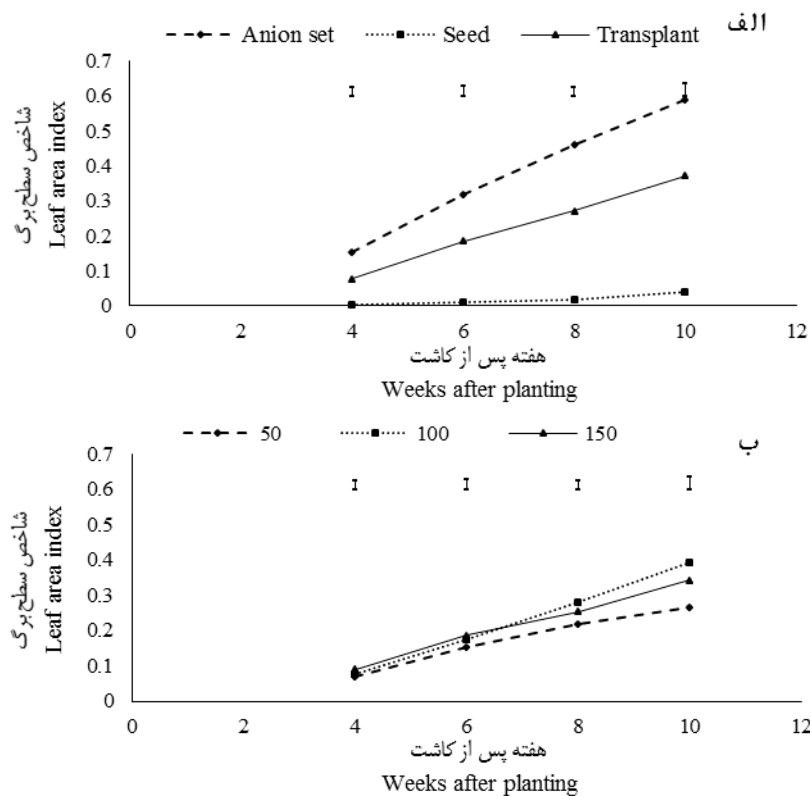 الف
Anion set Seed Transplant
0.7
0.6
0.5
0.4
0.3
0.2
0.1
0
شاخص سطح برگ
Leaf area index
0 2 4 6 8 10 12
هفته پس از کاشت
Weeks after planting
ب
50 100 150
0.7
0.6
0.5
0.4
0.3
0.2
0.1
0
شاخص سطح برگ
Leaf area index
0 2 4 6 8 10 12
هفته پس از کاشت
Weeks after planting